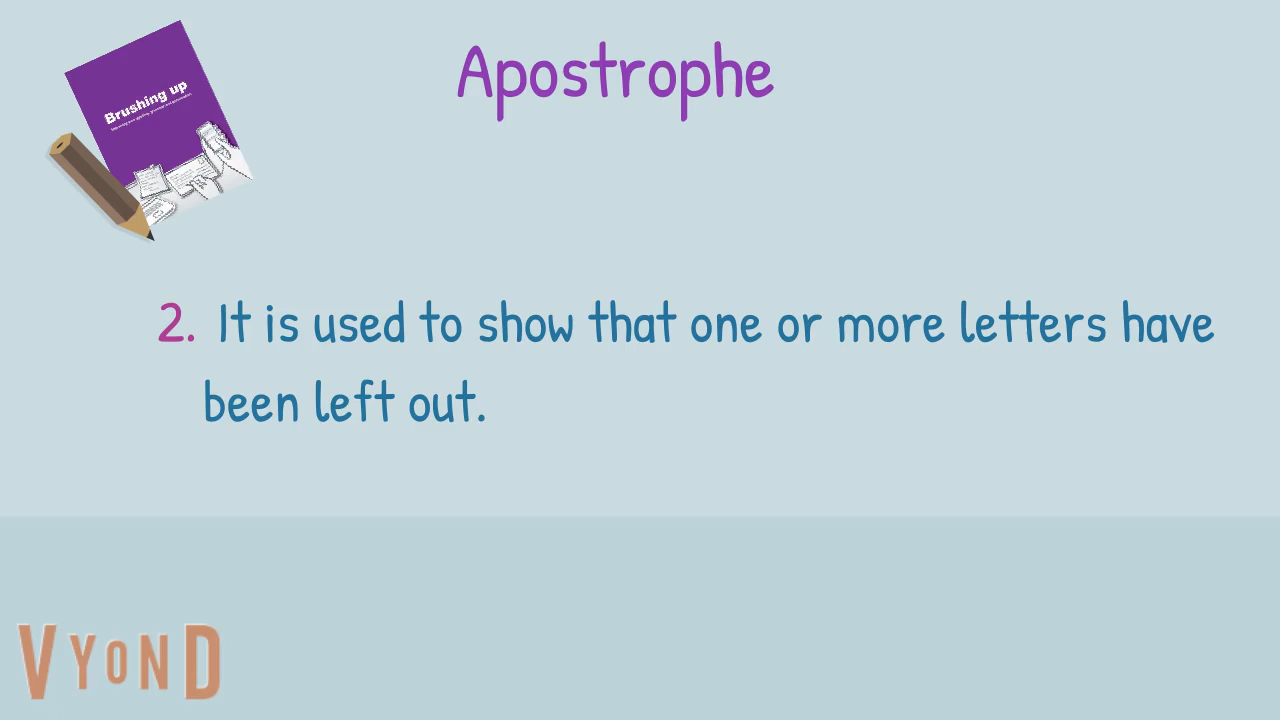 Apostrophe
Brushing up
2. It is used to show that one or more letters have
been left out.
VYOND